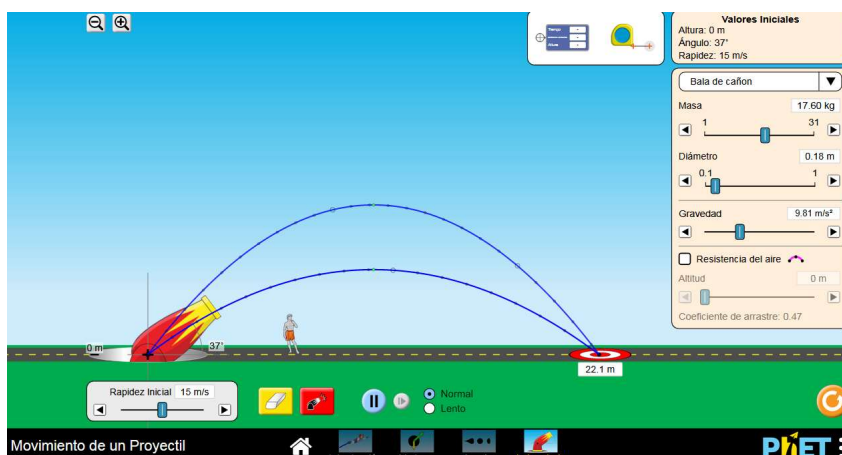 Valores Iniciales
Altura: 0 m
Ángulo: 37°
Rapidez: 15 m/s
Bala de cañon
Masa 17.60 kg
1 31
Diámetro 0.18 m
0.1 1
Gravedad 9.81 m/s²
Resistencia del aire
Altitud 0 m
Coeficiente de arrastre: 0.47
0 m
37°
22.1 m
Rapidez Inicial 15 m/s
Normal
Lento
Movimiento de un Proyectil
PhET